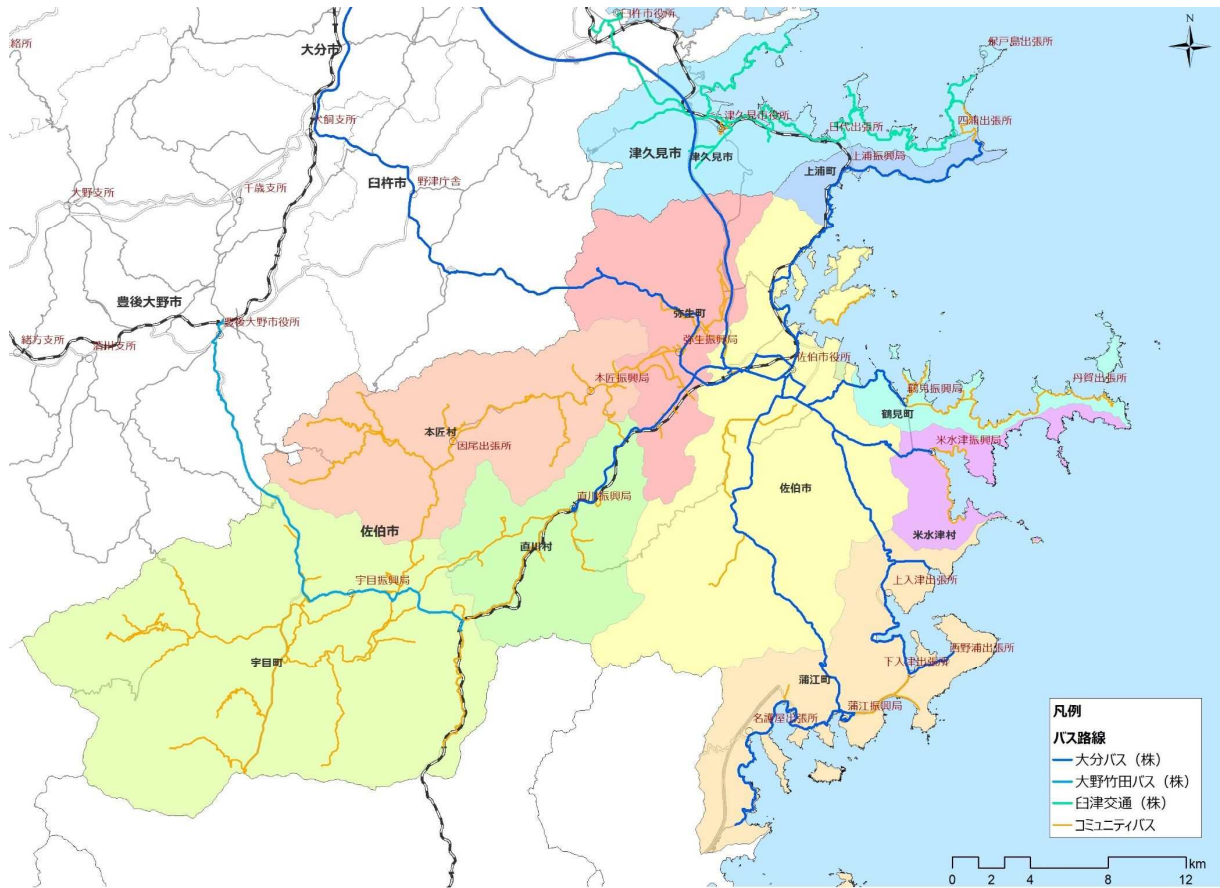 臼杵市役所
N
絡所
大分市
保戸島出張所
犬飼支所
津久見市役所
四浦出張所
日代出張所
津久見市
津久見市
上浦振興局
上浦町
大野支所
千歳支所
臼杵市
野津庁舎
豊後大野市
豊後大野市役所
弥生町
緒方支所
清川支所
弥生振興局
佐伯市役所
本匠振興局
鶴見振興局
丹賀出張所
鶴見町
本匠村
因尾出張所
米水津振興局
佐伯市
直川振興局
佐伯市
直川村
米水津村
宇目振興局
上入津出張所
宇目町
下入津出張所
西野浦出張所
蒲江町
蒲江振興局
名護屋出張所
凡例
バス路線
大分バス（株）
大野竹田バス（株）
臼津交通（株）
コミュニティバス
km
0 2 4 8 12